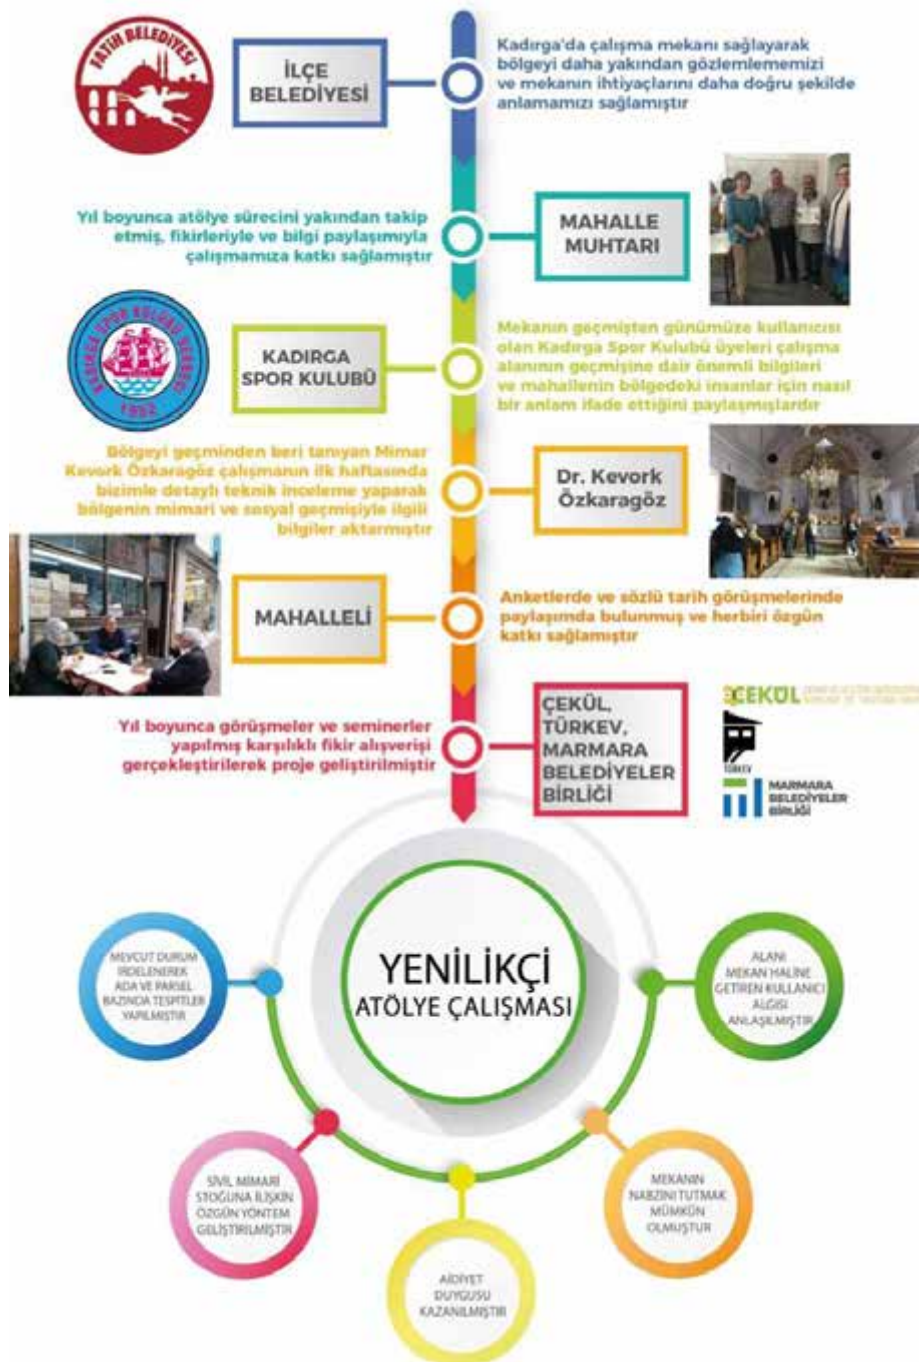 FATİH BELEDİYESİ
İLÇE
BELEDİYESİ
Kadırga'da çalışma mekanı sağlayarak
bölgeyi daha yakından gözlemlememizi
ve mekanın ihtiyaçlarını daha doğru şekilde
anlamamızı sağlamıştır
Yıl boyunca atölye sürecini yakından takip
etmiş, fikirleriyle ve bilgi paylaşımıyla
çalışmamıza katkı sağlamıştır
MAHALLE
MUHTARI
KADIRGA SPOR KULÜBÜ DERNEĞİ
1952
KADIRGA
SPOR KULUBÜ
Mekanın geçmişten günümüze kullanıcısı
olan Kadırga Spor Kulubü üyeleri çalışma
alanının geçmişine dair önemli bilgileri
ve mahallenin bölgedeki insanlar için nasıl
bir anlam ifade ettiğini paylaşmışlardır
Bölgeyi geçminden beri tanıyan Mimar
Kevork Özkaragöz çalışmanın ilk haftasında
bizimle detaylı teknik inceleme yaparak
bölgenin mimari ve sosyal geçmişiyle ilgili
bilgiler aktarmıştır
Dr. Kevork
Özkaragöz
MAHALLELİ
Anketlerde ve sözlü tarih görüşmelerinde
paylaşımda bulunmuş ve herbiri özgün
katkı sağlamıştır
Yıl boyunca görüşmeler ve seminerler
yapılmış karşılıklı fikir alışverişi
gerçekleştirilerek proje geliştirilmiştir
ÇEKÜL,
TÜRKEV,
MARMARA
BELEDİYELER
BİRLİĞİ
ÇEKÜL
TÜRKEV
MARMARA
BELEDİYELER
BİRLİĞİ
YENİLİKÇİ
ATÖLYE ÇALIŞMASI
MEVCUT DURUM
İRDELENEREK
ADA VE PARSEL
BAZINDA TESPİTLER
YAPILMIŞTIR
ALANI
MEKAN HALİNE
GETİREN KULLANICI
ALGISI
ANLAŞILMIŞTIR
SİVİL MİMARİ
STOĞUNA İLİŞKİN
ÖZGÜN YÖNTEM
GELİŞTİRİLMİŞTİR
MEKANIN
NABZINI TUTMAK
MÜMKÜN
OLMUŞTUR
AİDİYET
DUYGUSU
KAZANILMIŞTIR